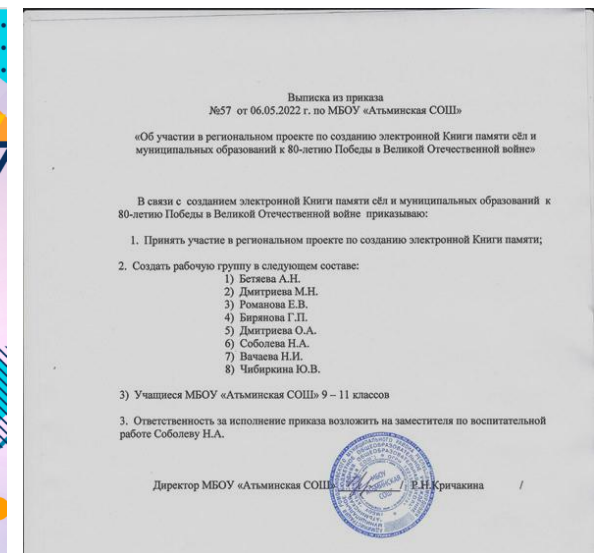 Выписка из приказа
№57 от 06.05.2022 г. по МБОУ «Атьминская СОШ»
«Об участии в региональном проекте по созданию электронной Книги памяти сёл и
муниципальных образований к 80-летию Победы в Великой Отечественной войне»
В связи с созданием электронной Книги памяти сёл и муниципальных образований к
80-летию Победы в Великой Отечественной войне приказываю:
1. Принять участие в региональном проекте по созданию электронной Книги памяти;
2. Создать рабочую группу в следующем составе:
1) Бетяева А.Н.
2) Дмитриева М.Н.
3) Романова Е.В.
4) Бирянова Г.П.
5) Дмитриева О.А.
6) Соболева Н.А.
7) Вачаева Н.И.
8) Чибиркина Ю.В.
3) Учащиеся МБОУ «Атьминская СОШ» 9 – 11 классов
3. Ответственность за исполнение приказа возложить на заместителя по воспитательной
работе Соболеву Н.А.
Директор МБОУ «Атьминская СОШ» / Р.Н.Кричакина /
МБОУ
АТЬМИНСКАЯ
СОШ